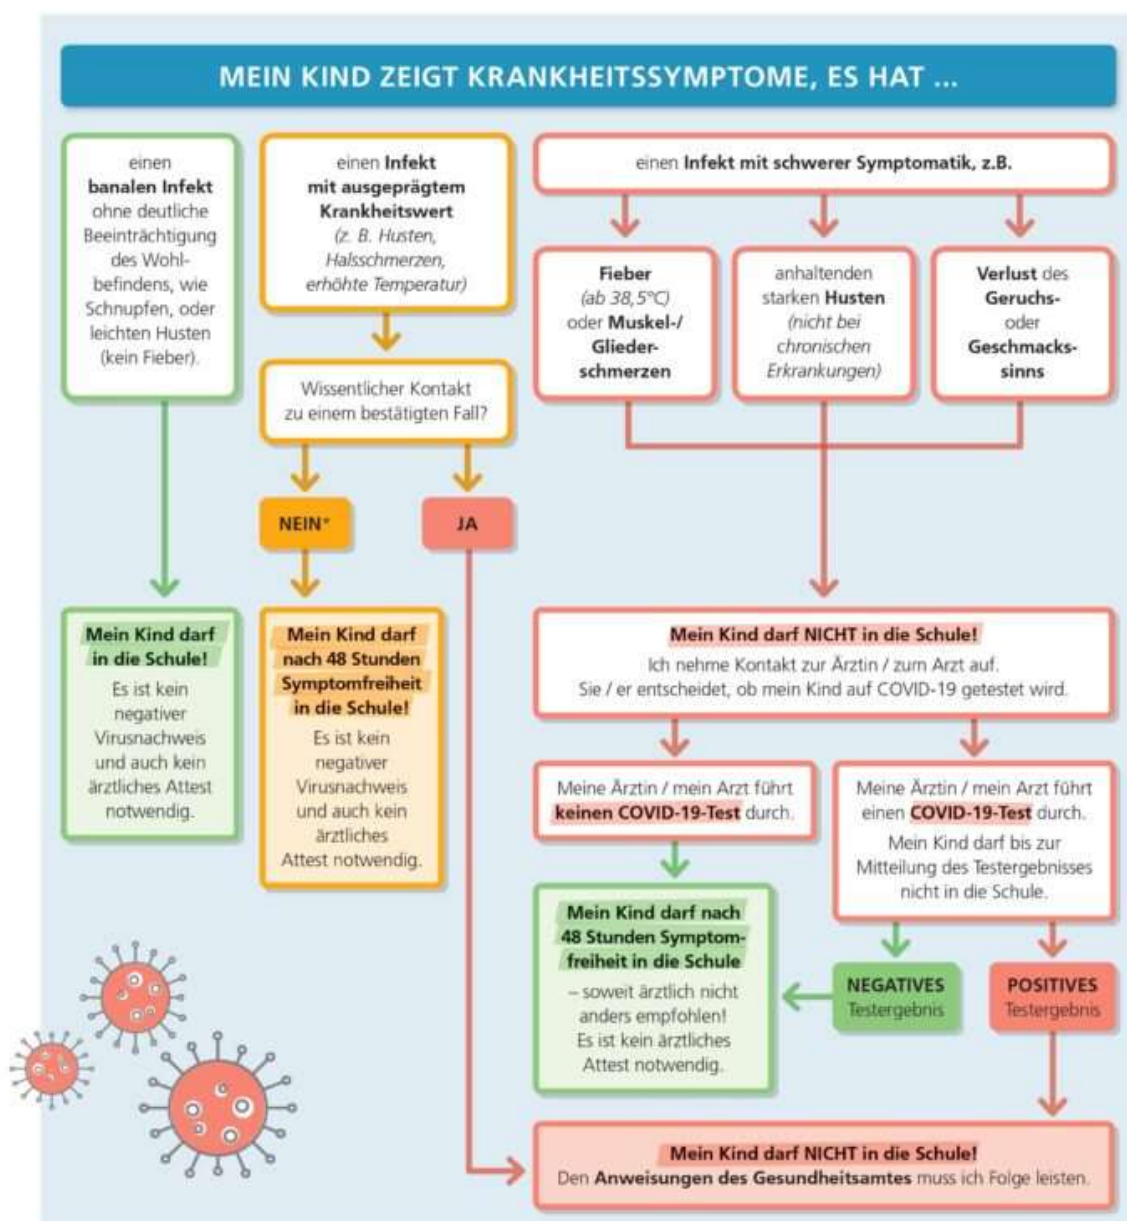 MEIN KIND ZEIGT KRANKHEITSSYMPTOME, ES HAT ...
einen
banalen Infekt
ohne deutliche
Beeinträchtigung
des Wohl-
befindens, wie
Schnupfen, oder
leichten Husten
(kein Fieber).
einen Infekt
mit ausgeprägtem
Krankheitswert
(z. B. Husten,
Halsschmerzen,
erhöhte Temperatur)
einen Infekt mit schwerer Symptomatik, z.B.
Fieber
(ab 38,5°C)
oder Muskel-/
Glieder-
schmerzen
anhaltenden
starken Husten
(nicht bei
chronischen
Erkrankungen)
Verlust des
Geruchs-
oder
Geschmacks-
sinns
Wissentlicher Kontakt
zu einem bestätigten Fall?
NEIN*
JA
Mein Kind darf
in die Schule!
Es ist kein
negativer
Virusnachweis
und auch kein
ärztliches Attest
notwendig.
Mein Kind darf
nach 48 Stunden
Symptomfreiheit
in die Schule!
Es ist kein
negativer
Virusnachweis
und auch kein
ärztliches
Attest notwendig.
Mein Kind darf NICHT in die Schule!
Ich nehme Kontakt zur Ärztin / zum Arzt auf.
Sie / er entscheidet, ob mein Kind auf COVID-19 getestet wird.
Meine Ärztin / mein Arzt führt
keinen COVID-19-Test durch.
Meine Ärztin / mein Arzt führt
einen COVID-19-Test durch.
Mein Kind darf bis zur
Mitteilung des Testergebnisses
nicht in die Schule.
Mein Kind darf nach
48 Stunden Symptom-
freiheit in die Schule
– soweit ärztlich nicht
anders empfohlen!
Es ist kein ärztliches
Attest notwendig.
NEGATIVES
Testergebnis
POSITIVES
Testergebnis
Mein Kind darf NICHT in die Schule!
Den Anweisungen des Gesundheitsamtes muss ich Folge leisten.